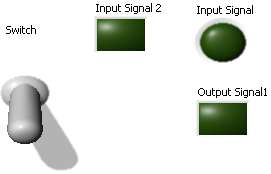 Input Signal 2
Input Signal
Switch
Output Signal1